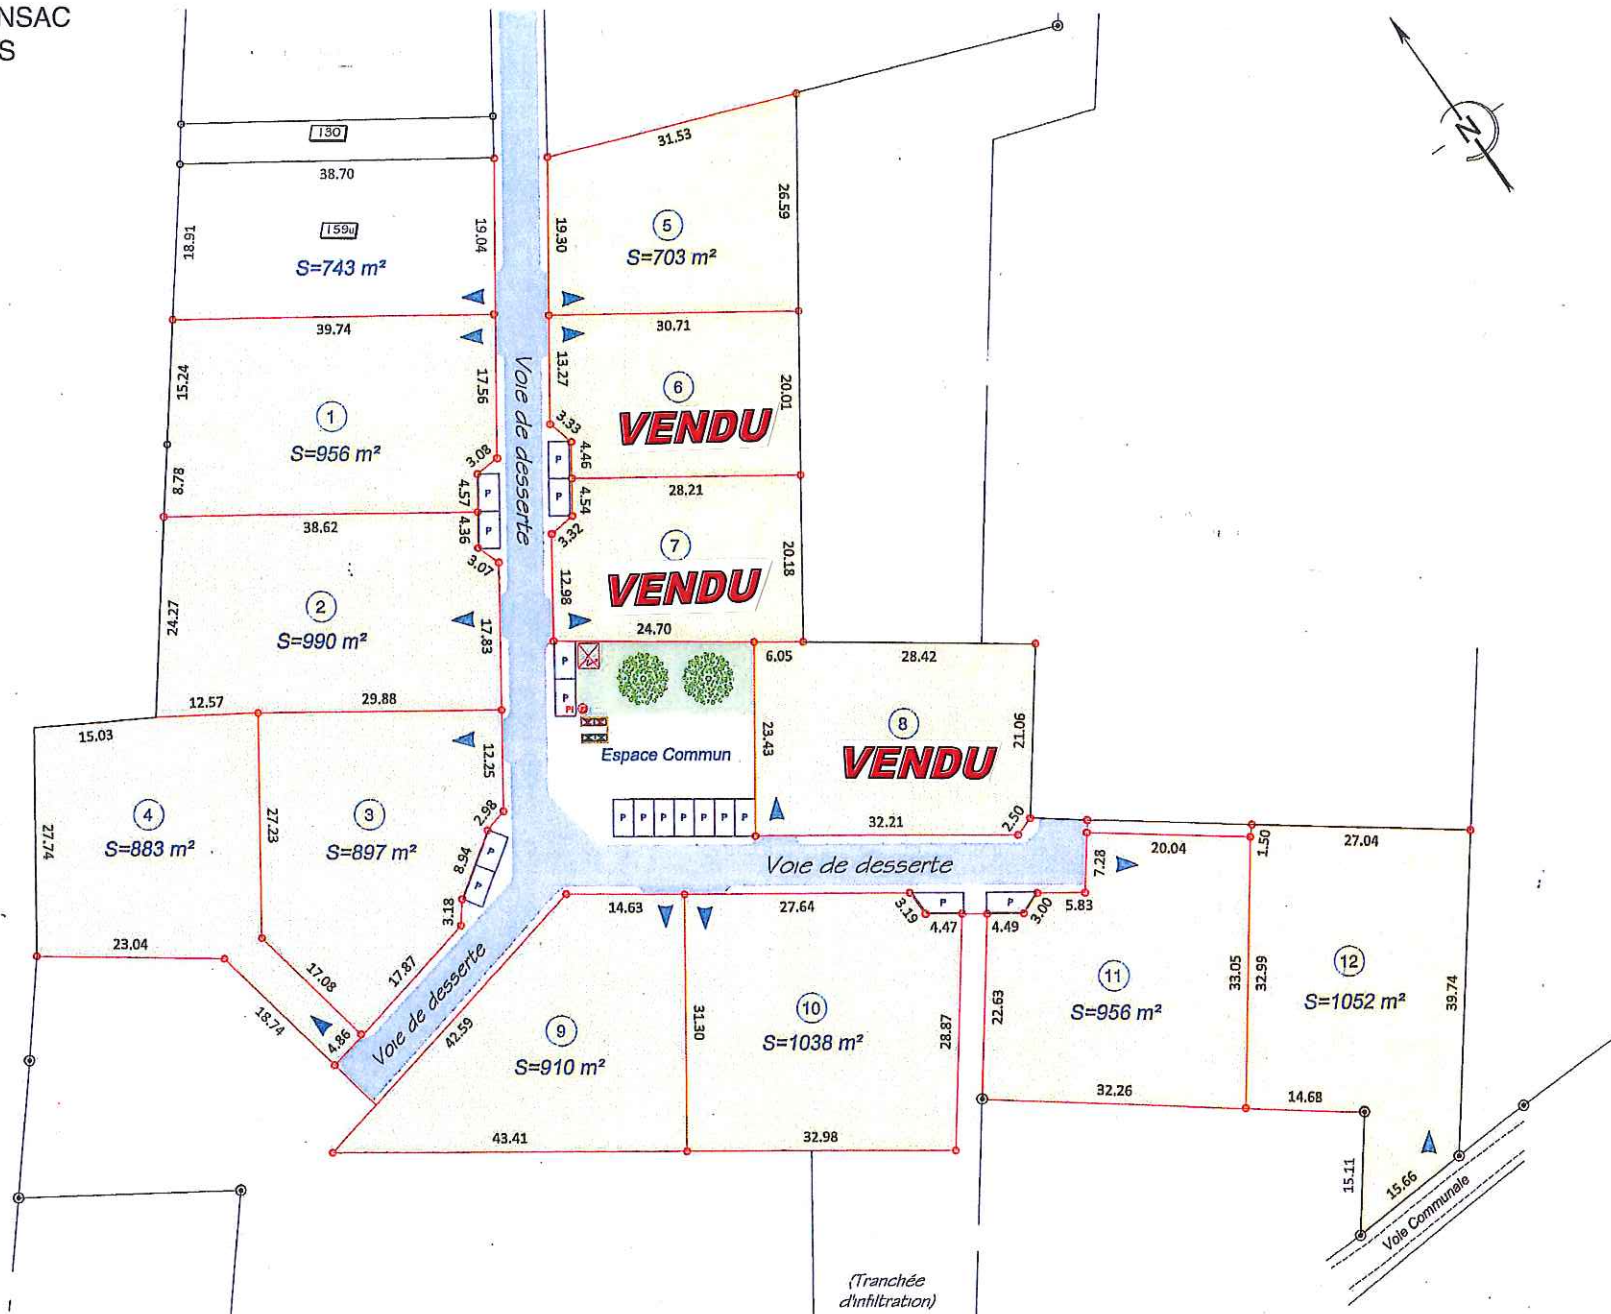 NSAC
S
N
130
38.70
18.91
159u
19.04
S=743 m²
39.74
31.53
26.59
19.30
5
S=703 m²
30.71
15.24
17.56
1
S=956 m²
8.78
3.08
4.57
P
38.62
4.36
P
3.07
Voie de desserte
13.27
6
VENDU
20.01
3.33
4.46
P
28.21
4.54
P
3.32
7
VENDU
20.18
12.98
24.70
24.27
2
S=990 m²
17.83
12.57
29.88
15.03
27.74
4
S=883 m²
23.04
27.23
3
S=897 m²
12.25
2.98
8.94
P
P
3.18
17.08
17.87
18.74
4.86
Voie de desserte
42.59
P
P
PI
Espace Commun
P P P P P P P
6.05
28.42
23.43
8
VENDU
21.06
32.21
2.50
Voie de desserte
7.28
20.04
1.50
27.04
14.63
27.64
3.19
P
4.47
P
4.49
3.00
5.83
9
S=910 m²
31.30
43.41
10
S=1038 m²
28.87
32.98
22.63
11
S=956 m²
33.05
32.99
32.26
12
S=1052 m²
39.74
14.68
15.11
15.66
Voie Communale
(Tranchée
d'infiltration)